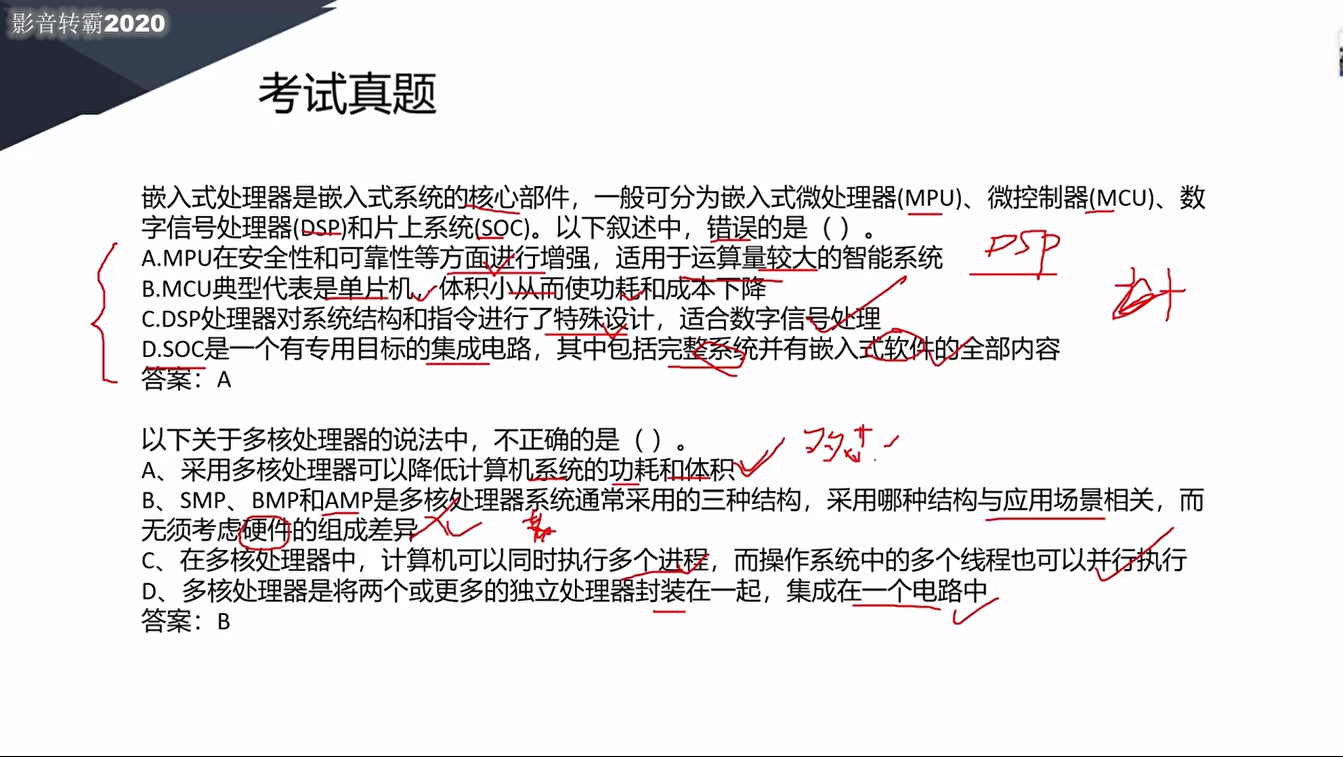 影音转霸2020
考试真题
嵌入式处理器是嵌入式系统的核心部件，一般可分为嵌入式微处理器(MPU)、微控制器(MCU)、数
字信号处理器(DSP)和片上系统(SOC)。以下叙述中，错误的是（ ）。
A.MPU在安全性和可靠性等方面进行增强，适用于运算量较大的智能系统
DSP
B.MCU典型代表是单片机，体积小从而使功耗和成本下降
C.DSP处理器对系统结构和指令进行了特殊设计，适合数字信号处理
D.SOC是一个有专用目标的集成电路，其中包括完整系统并有嵌入式软件的全部内容
答案：A
以下关于多核处理器的说法中，不正确的是（ ）。
A、采用多核处理器可以降低计算机系统的功耗和体积
B、SMP、BMP和AMP是多核处理器系统通常采用的三种结构，采用哪种结构与应用场景相关，而
无须考虑硬件的组成差异
C、在多核处理器中，计算机可以同时执行多个进程，而操作系统中的多个线程也可以并行执行
D、多核处理器是将两个或更多的独立处理器封装在一起，集成在一个电路中
答案：B